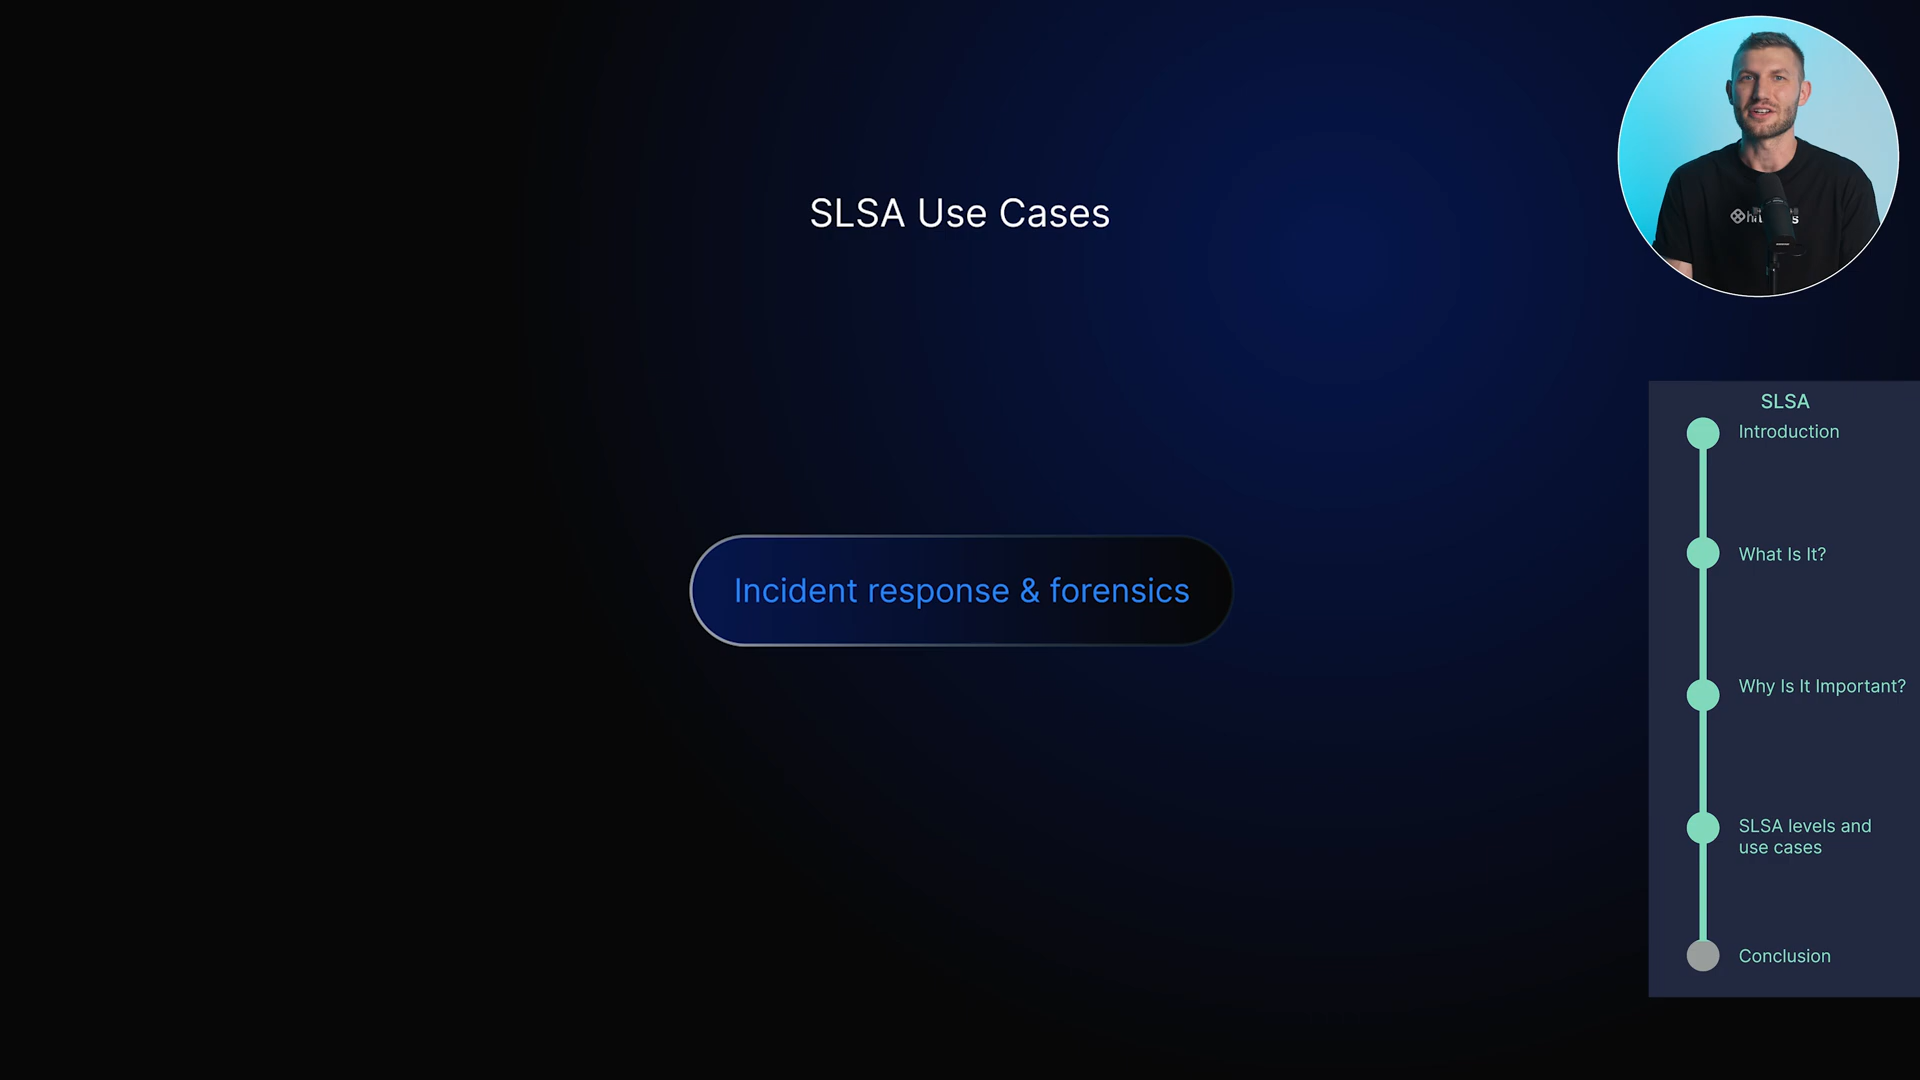 SLSA Use Cases
Incident response & forensics
SLSA
Introduction
What Is It?
Why Is It Important?
SLSA levels and
use cases
Conclusion